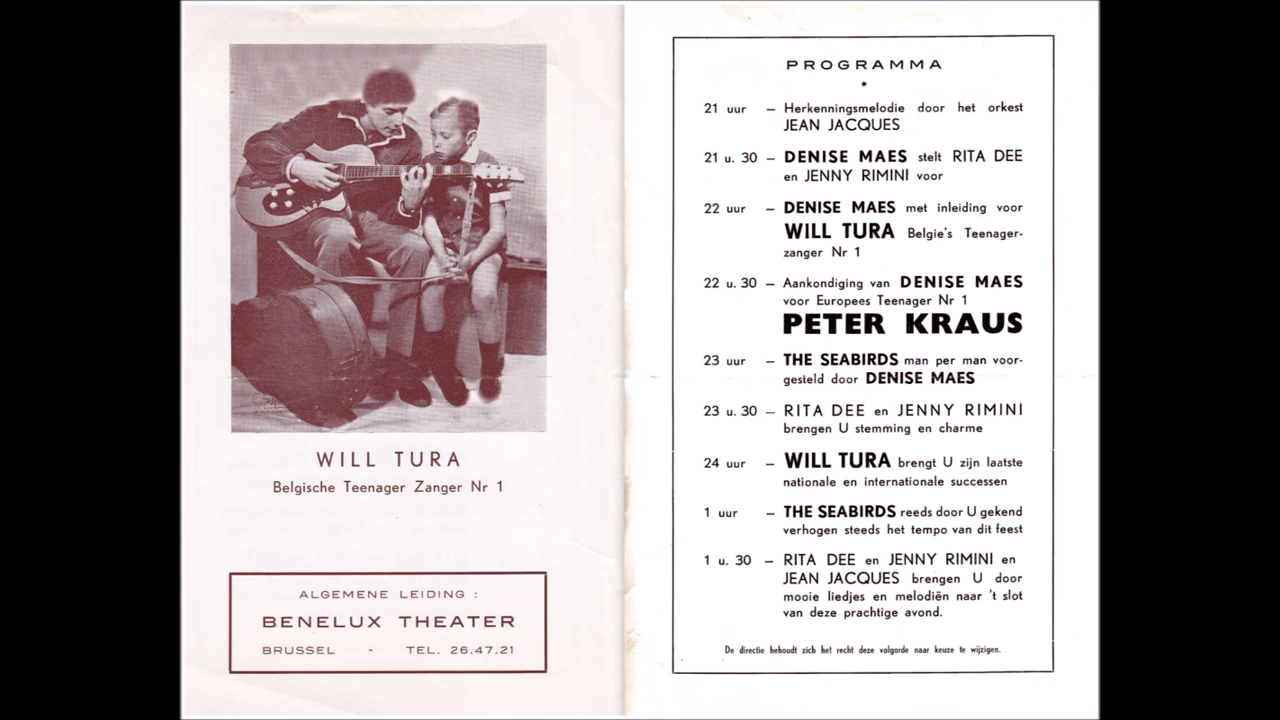 WILL TURA
Belgische Teenager Zanger Nr 1
ALGEMENE LEIDING :
BENELUX THEATER
BRUSSEL - TEL. 26.47.21
PROGRAMMA
21 uur – Herkenningsmelodie door het orkest
JEAN JACQUES
21 u. 30 – DENISE MAES stelt RITA DEE
en JENNY RIMINI voor
22 uur – DENISE MAES met inleiding voor
WILL TURA Belgie's Teenager-
zanger Nr 1
22 u. 30 – Aankondiging van DENISE MAES
voor Europees Teenager Nr 1
PETER KRAUS
23 uur – THE SEABIRDS man per man voor-
gesteld door DENISE MAES
23 u. 30 – RITA DEE en JENNY RIMINI
brengen U stemming en charme
24 uur – WILL TURA brengt U zijn laatste
nationale en internationale successen
1 uur – THE SEABIRDS reeds door U gekend
verhogen steeds het tempo van dit feest
1 u. 30 – RITA DEE en JENNY RIMINI en
JEAN JACQUES brengen U door
mooie liedjes en melodiën naar 't slot
van deze prachtige avond.
De directie hehoudt zich het recht deze volgorde naar keuze te wijzigen.